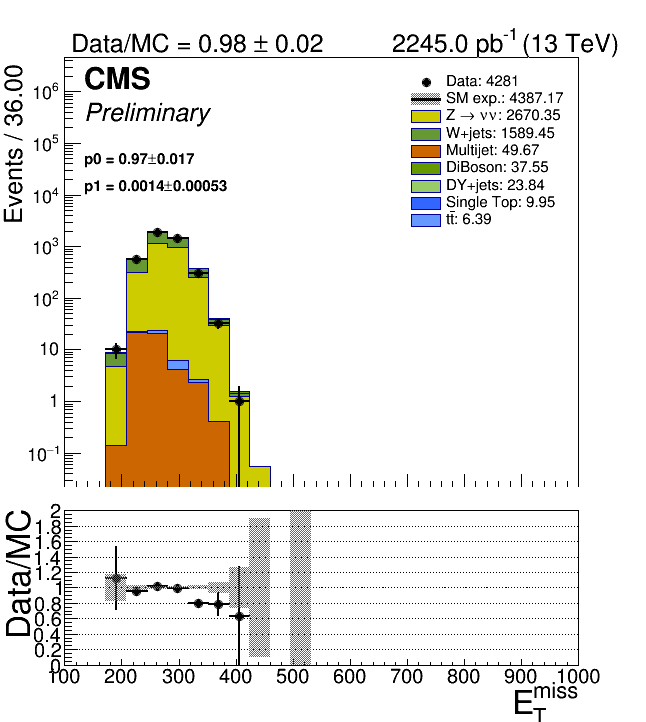 Data/MC = 0.98 ± 0.02 2245.0 pb⁻¹ (13 TeV)
Events / 36.00
CMS
Preliminary
p0 = 0.97±0.017
p1 = 0.0014±0.00053
Data: 4281
SM exp.: 4387.17
Z → νν: 2670.35
W+jets: 1589.45
Multijet: 49.67
DiBoson: 37.55
DY+jets: 23.84
Single Top: 9.95
tt̄: 6.39
10⁶
10⁵
10⁴
10³
10²
10
1
10⁻¹
Data/MC
2
1.8
1.6
1.4
1.2
1
0.8
0.6
0.4
0.2
0
100 200 300 400 500 600 700 800 900 1000
E_T^miss